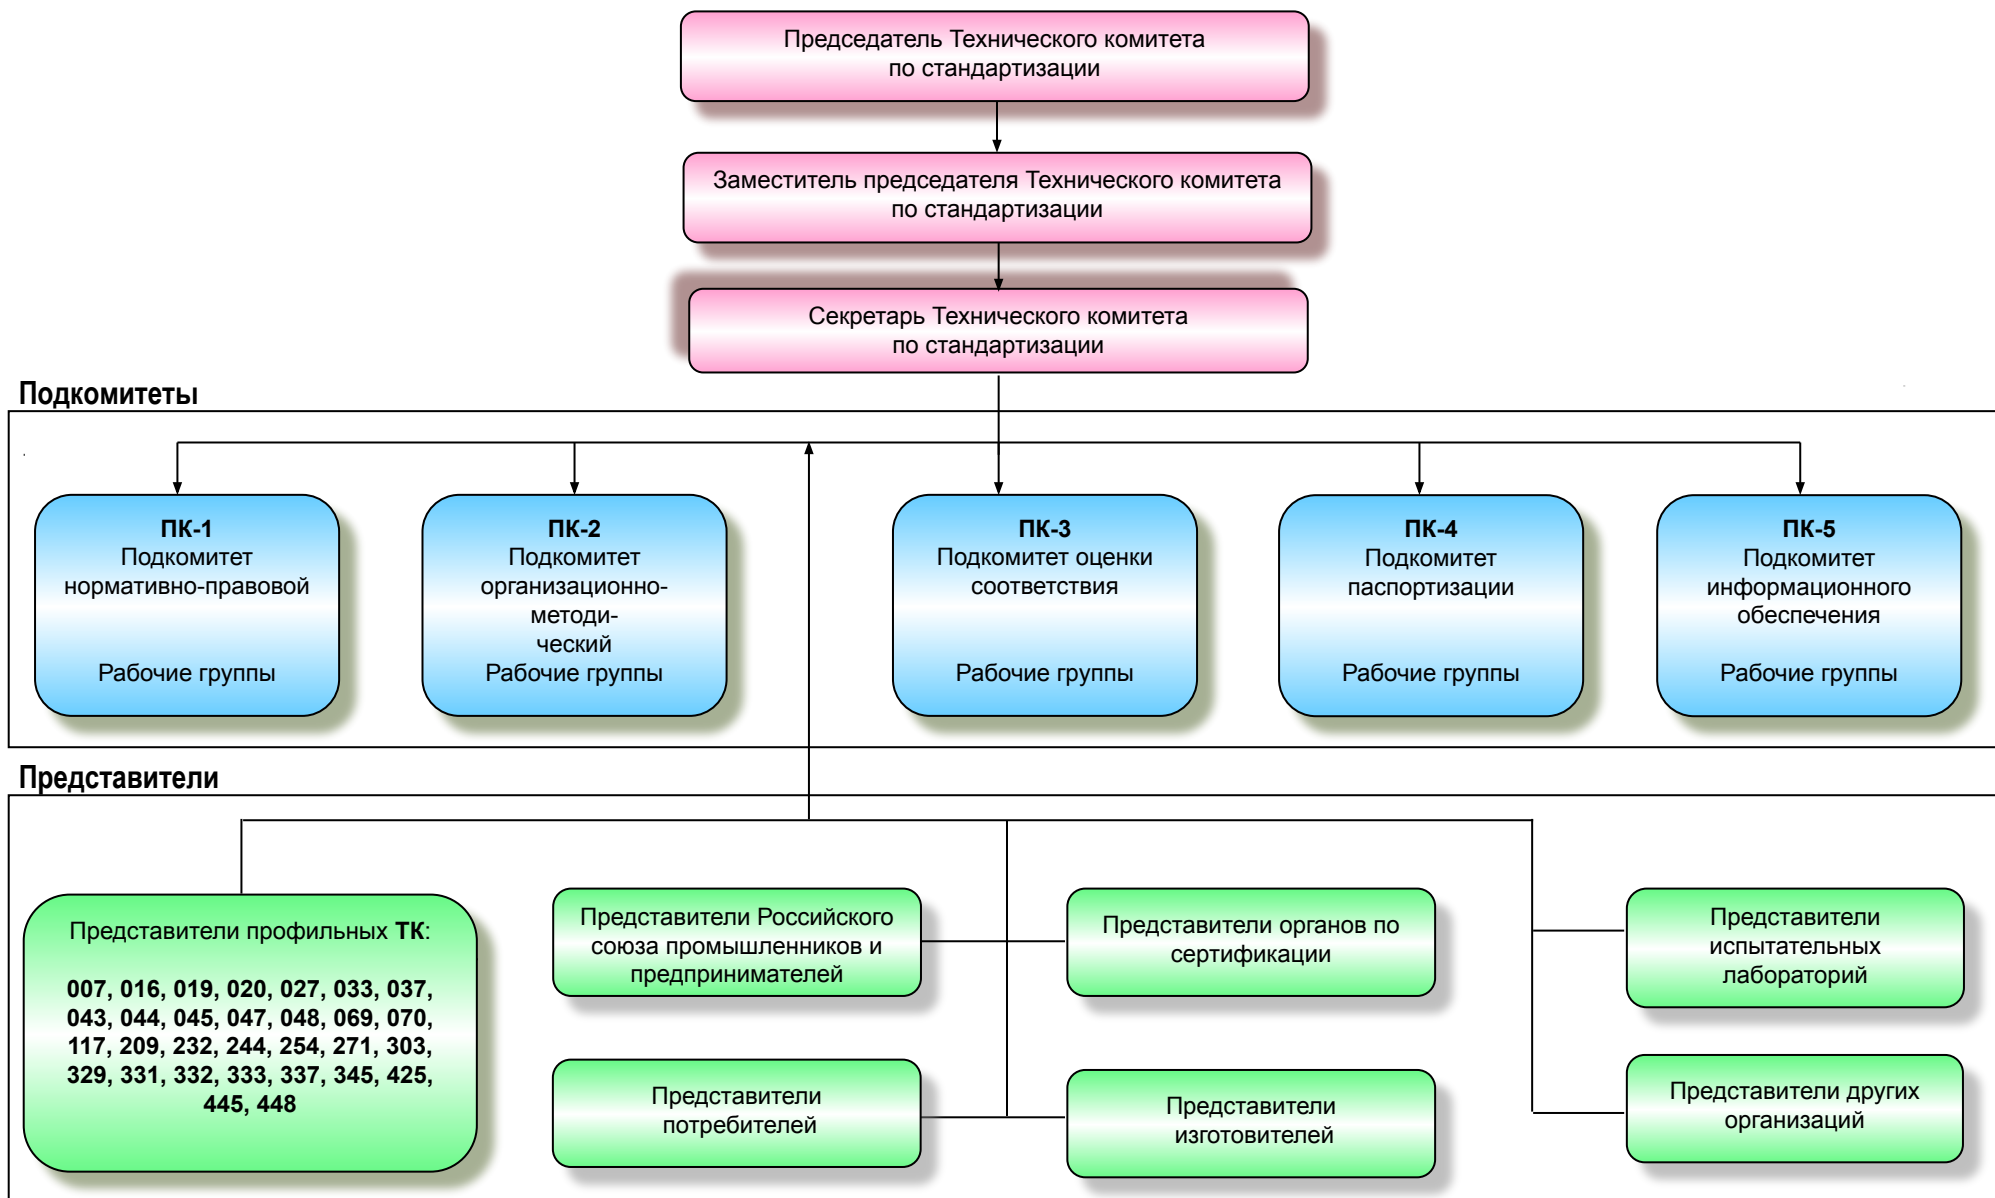 Председатель Технического комитета
по стандартизации
Заместитель председателя Технического комитета
по стандартизации
Секретарь Технического комитета
по стандартизации
Подкомитеты
ПК-1
Подкомитет
нормативно-правовой
Рабочие группы
ПК-2
Подкомитет
организационно-
методи-
ческий
Рабочие группы
ПК-3
Подкомитет оценки
соответствия
Рабочие группы
ПК-4
Подкомитет
паспортизации
Рабочие группы
ПК-5
Подкомитет
информационного
обеспечения
Рабочие группы
Представители
Представители профильных ТК:
007, 016, 019, 020, 027, 033, 037,
043, 044, 045, 047, 048, 069, 070,
117, 209, 232, 244, 254, 271, 303,
329, 331, 332, 333, 337, 345, 425,
445, 448
Представители Российского
союза промышленников и
предпринимателей
Представители органов по
сертификации
Представители
испытательных
лабораторий
Представители
потребителей
Представители
изготовителей
Представители других
организаций